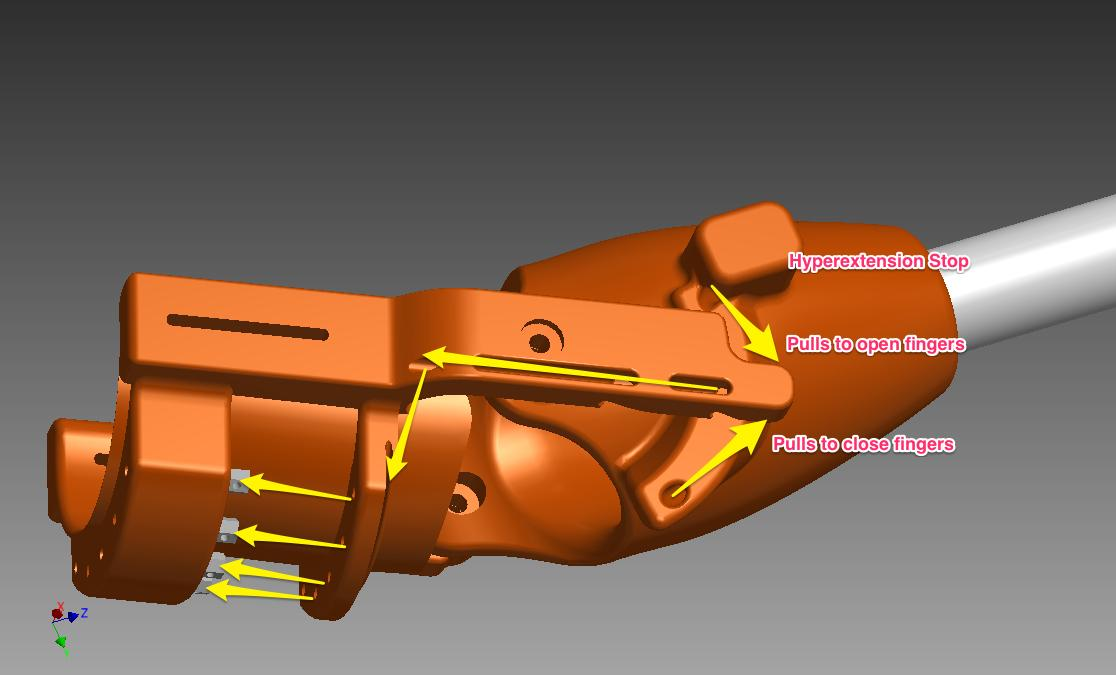 Hyperextension Stop
Pulls to open fingers
Pulls to close fingers
X
Z
Y